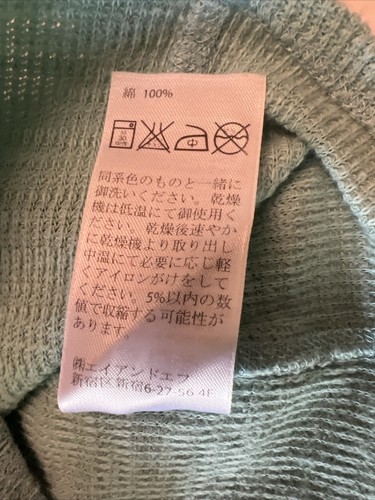 綿 100%
中
同系色のものと一緒に
御洗いください。乾燥
機は低温にて御使用く
ださい。乾燥後速やか
に乾燥機より取り出し
中温にて必要に応じ軽
くアイロンがけをして
ください。5%以内の数
値で収縮する可能性が
あります。
㈱エイアンドエフ
新宿区新宿6-27-56 4F